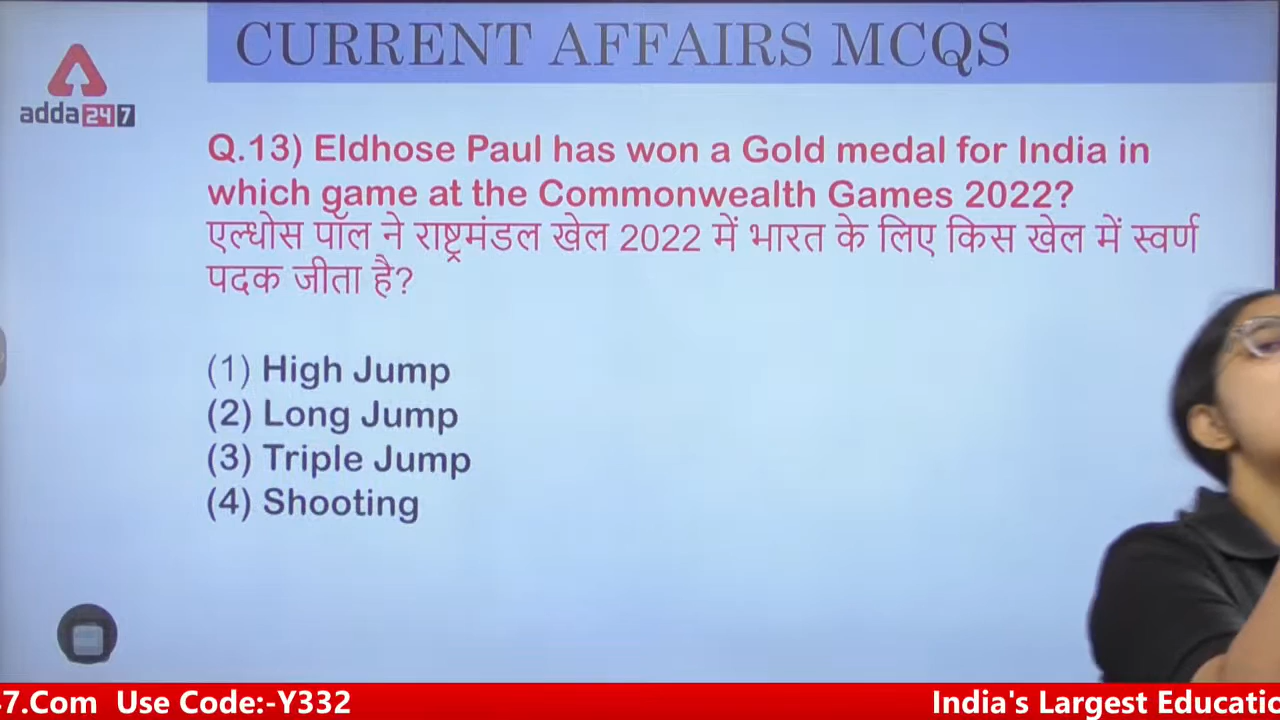 CURRENT AFFAIRS MCQS
adda247
Q.13) Eldhose Paul has won a Gold medal for India in
which game at the Commonwealth Games 2022?
एल्धोस पॉल ने राष्ट्रमंडल खेल 2022 में भारत के लिए किस खेल में स्वर्ण
पदक जीता है?
(1) High Jump
(2) Long Jump
(3) Triple Jump
(4) Shooting
7.Com Use Code:-Y332
India's Largest Educatio